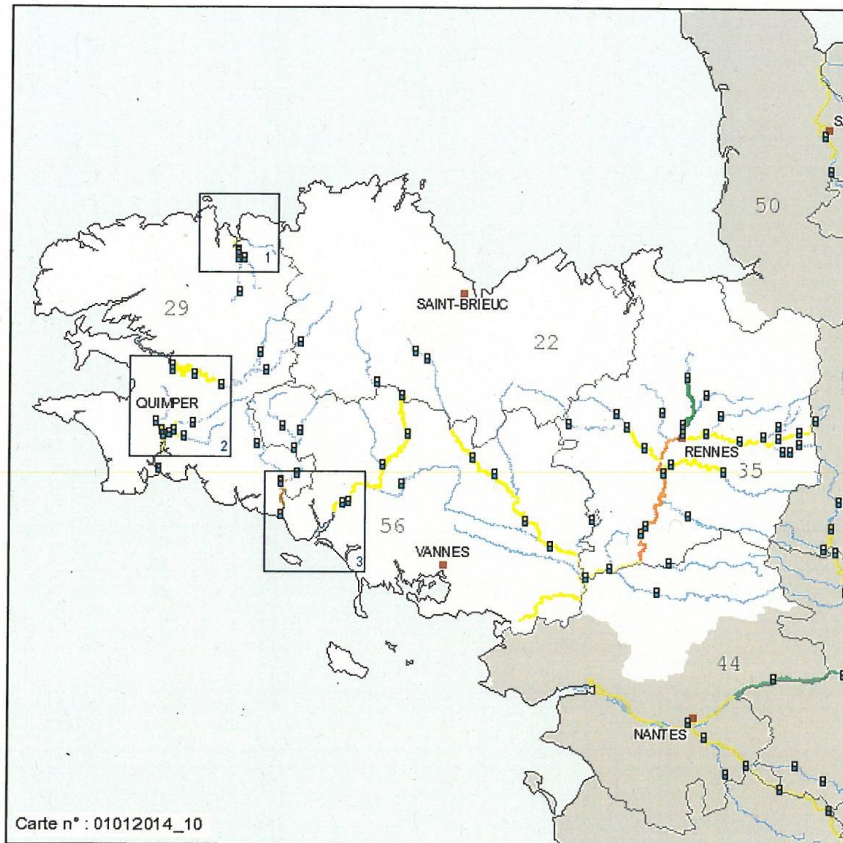 50
1
29
SAINT-BRIEUC
22
QUIMPER
2
RENNES
35
56
3
VANNES
44
NANTES
Carte n° : 01012014_10